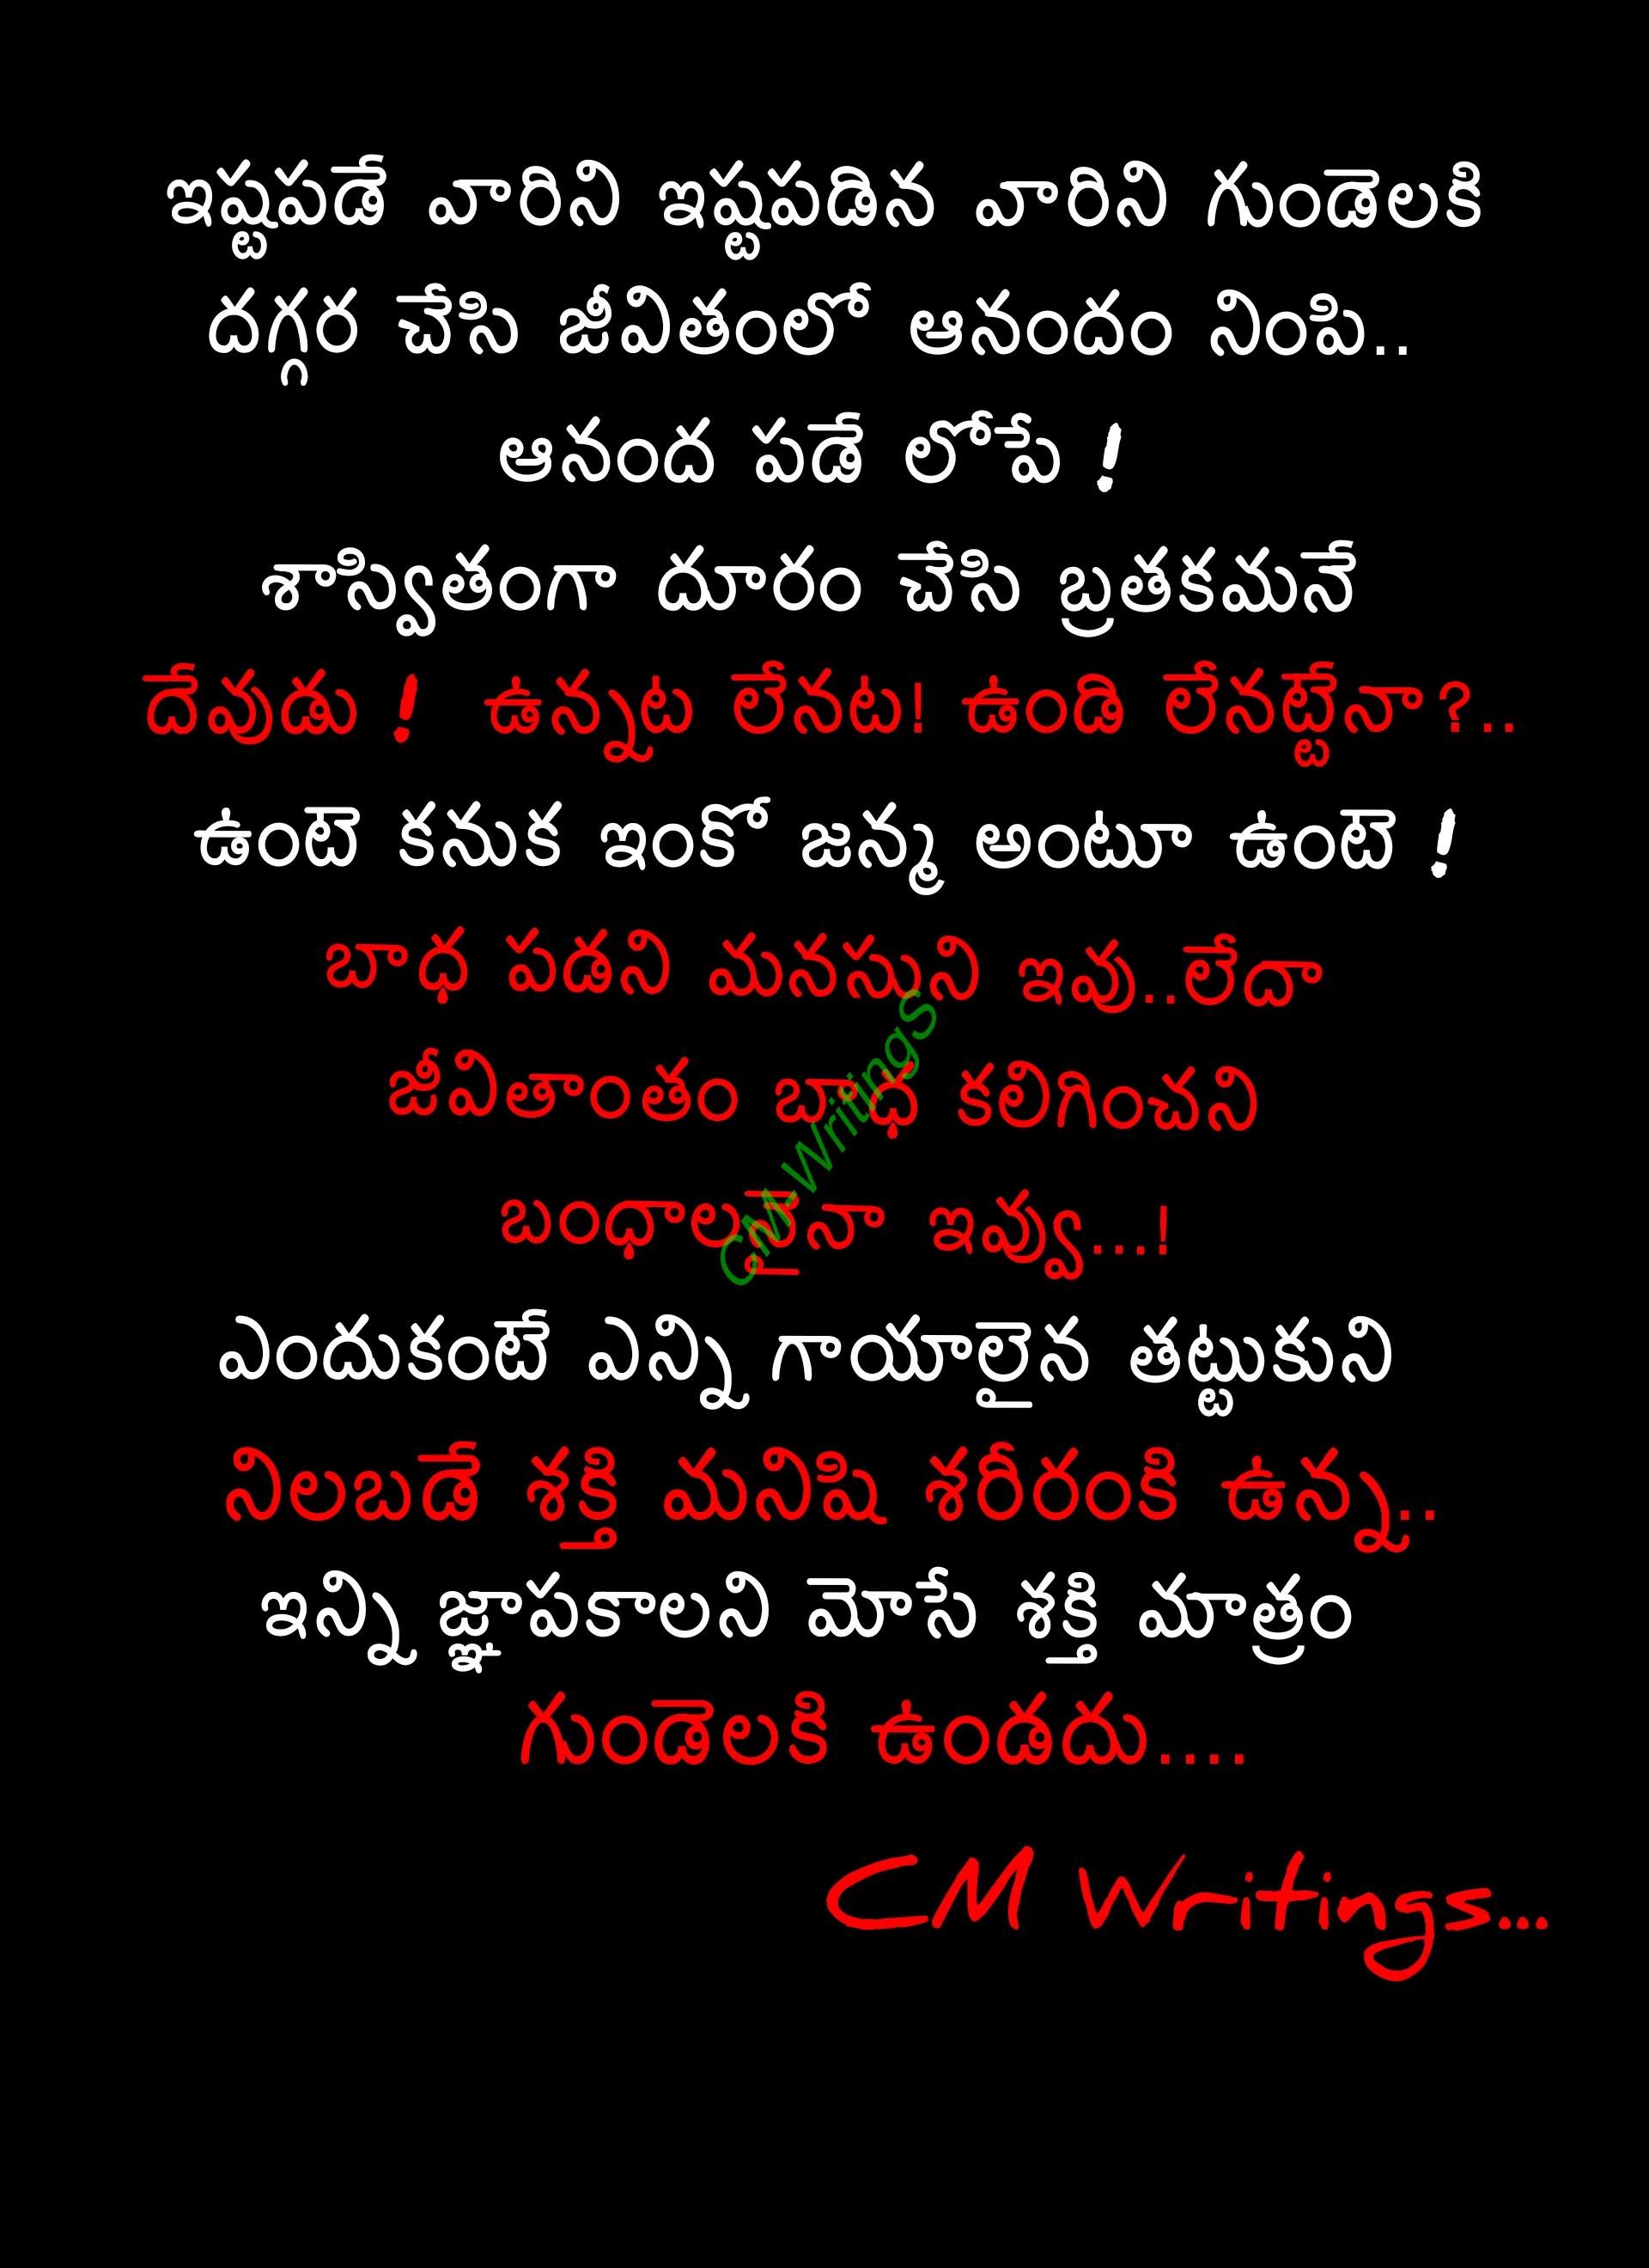 ఇష్టపడే వారిని ఇష్టపడిన వారిని గుండెలకి
దగ్గర చేసి జీవితంలో ఆనందం నింపి..
ఆనంద పడే లోపే !
శాస్వితంగా దూరం చేసి బ్రతకమనే
దేవుడు ! ఉన్నట లేనట! ఉండి లేనట్టేనా?..
ఉంటె కనుక ఇంకో జన్మ అంటూ ఉంటె !
బాధ పడని మనసుని ఇవు..లేదా
జీవితాంతం బాధ కలిగించని
బంధాలనైనా ఇవ్వు...!
ఎందుకంటే ఎన్ని గాయాలైన తట్టుకుని
నిలబడే శక్తి మనిషి శరీరంకి ఉన్న..
ఇన్ని జ్ఞాపకాలని మోసే శక్తి మాత్రం
గుండెలకి ఉండదు....
CM Writings...
CM Writings